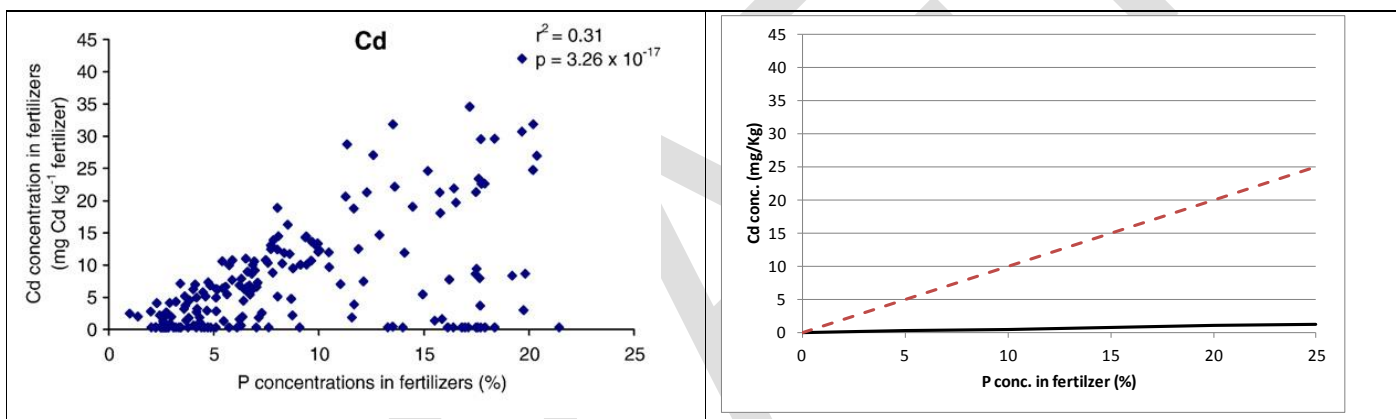 Cd
r² = 0.31
p = 3.26 x 10⁻¹⁷
45
40
35
30
25
20
15
10
5
0
Cd concentration in fertilizers
(mg Cd kg⁻¹ fertilizer)
0 5 10 15 20 25
P concentrations in fertilizers (%)
45
40
35
30
25
20
15
10
5
0
Cd conc. (mg/Kg)
0 5 10 15 20 25
P conc. in fertilzer (%)